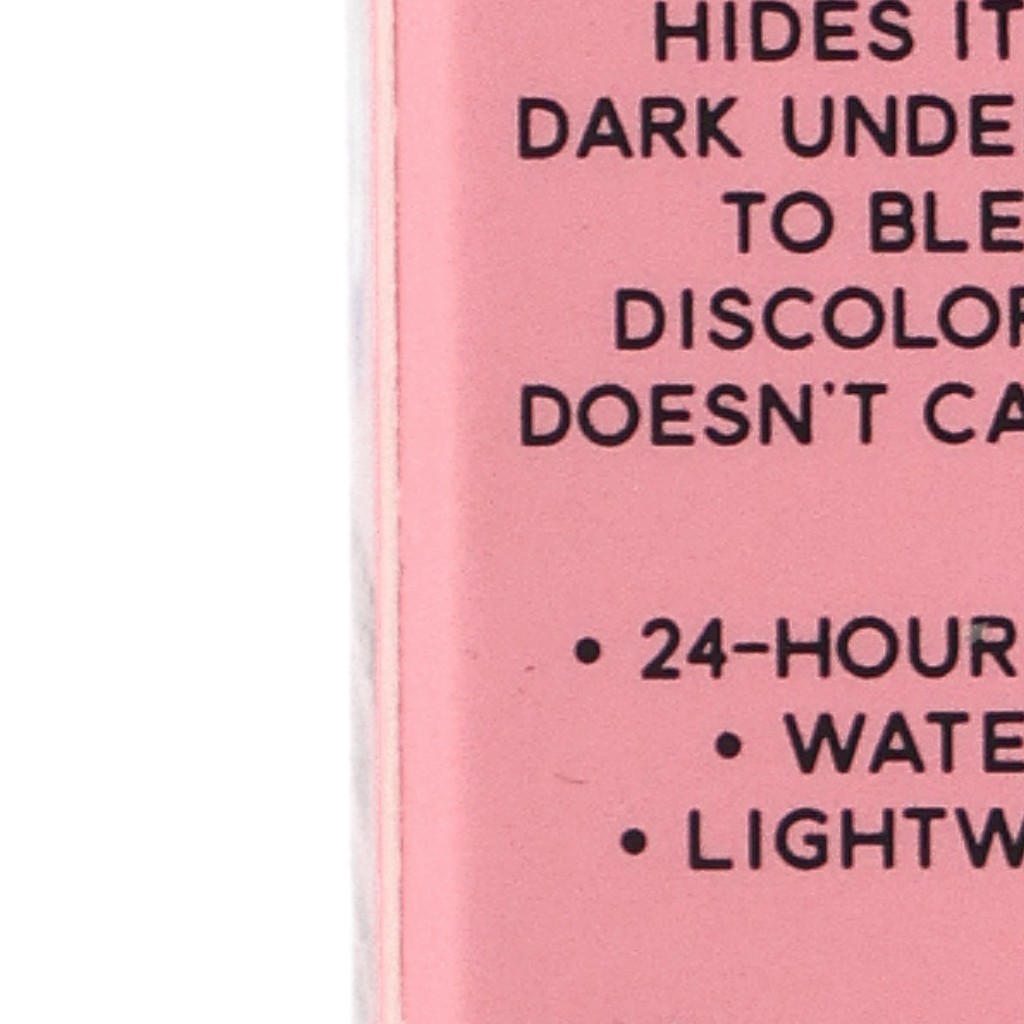 HIDES IT
DARK UNDE
TO BLE
DISCOLOR
DOESN'T CA
• 24-HOUR
• WATE
• LIGHTW